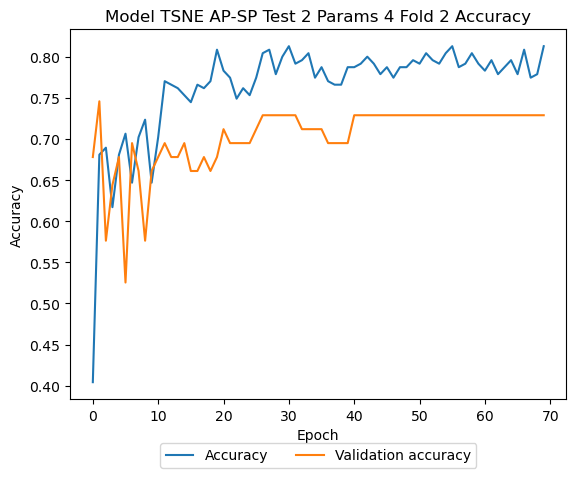 Model TSNE AP-SP Test 2 Params 4 Fold 2 Accuracy
0.80
0.75
0.70
0.65
0.60
0.55
0.50
0.45
0.40
Accuracy
0 10 20 30 40 50 60 70
Epoch
Accuracy Validation accuracy